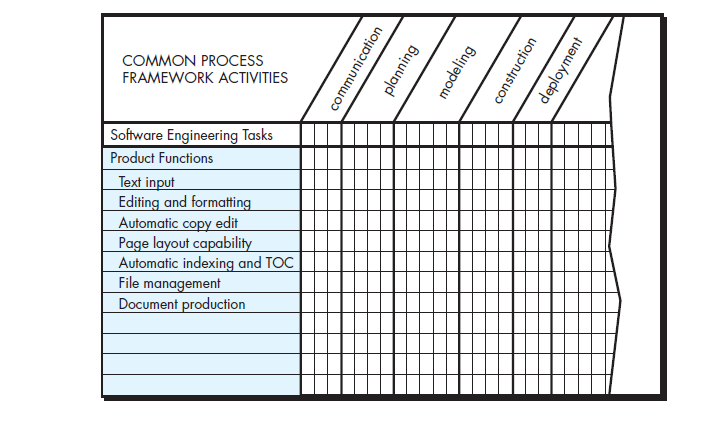 COMMON PROCESS
FRAMEWORK ACTIVITIES
communication
planning
modeling
construction
deployment
Software Engineering Tasks
Product Functions
Text input
Editing and formatting
Automatic copy edit
Page layout capability
Automatic indexing and TOC
File management
Document production